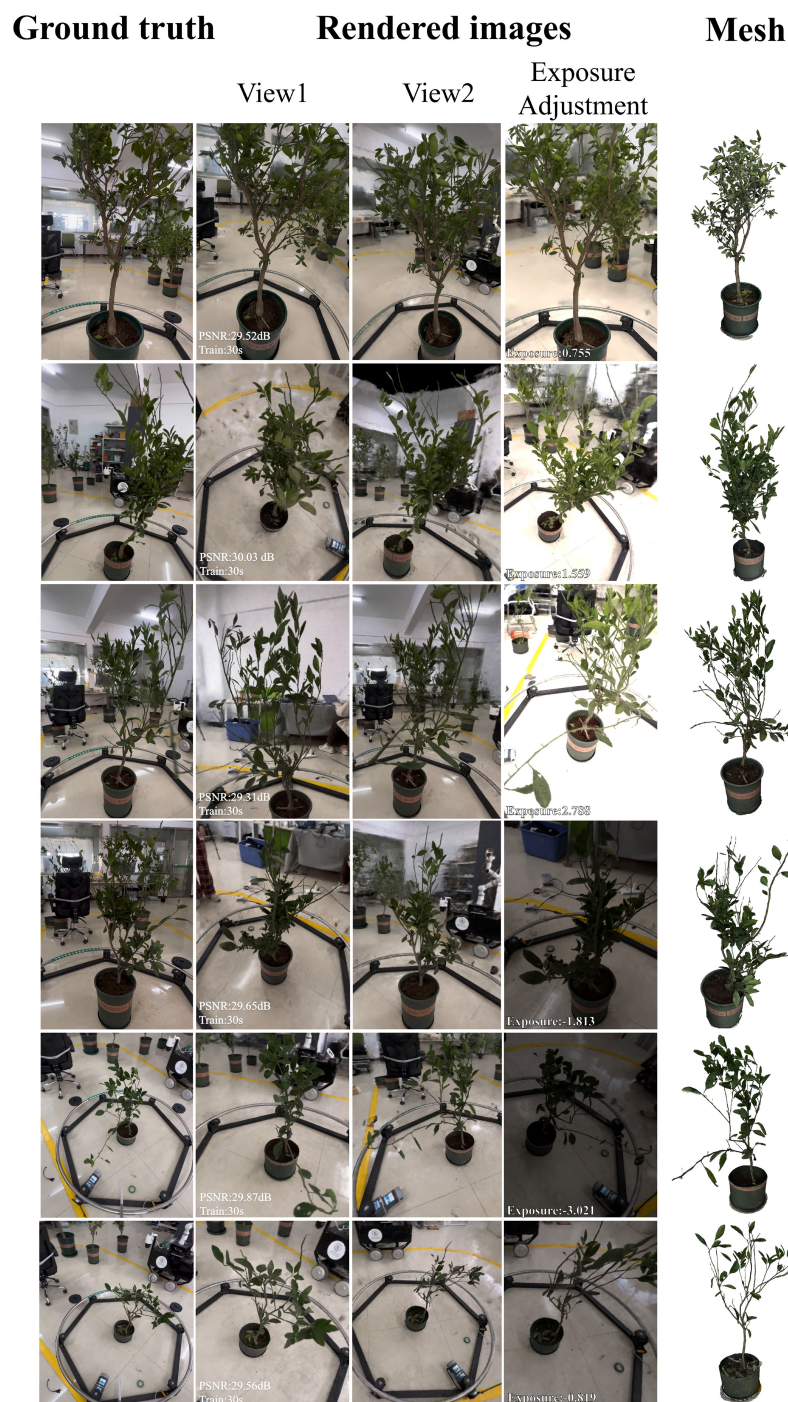 Ground truth
Rendered images
Mesh
View1
View2
Exposure
Adjustment
PSNR:29.52dB
Train:30s
Exposure:0.755
PSNR:30.03 dB
Train:30s
Exposure:1.559
PSNR:29.31dB
Train:30s
Exposure:2.788
PSNR:29.65dB
Train:30s
Exposure:-1.813
PSNR:29.87dB
Train:30s
Exposure:-3.021
PSNR:29.56dB
Train:30s
Exposure:-0.819